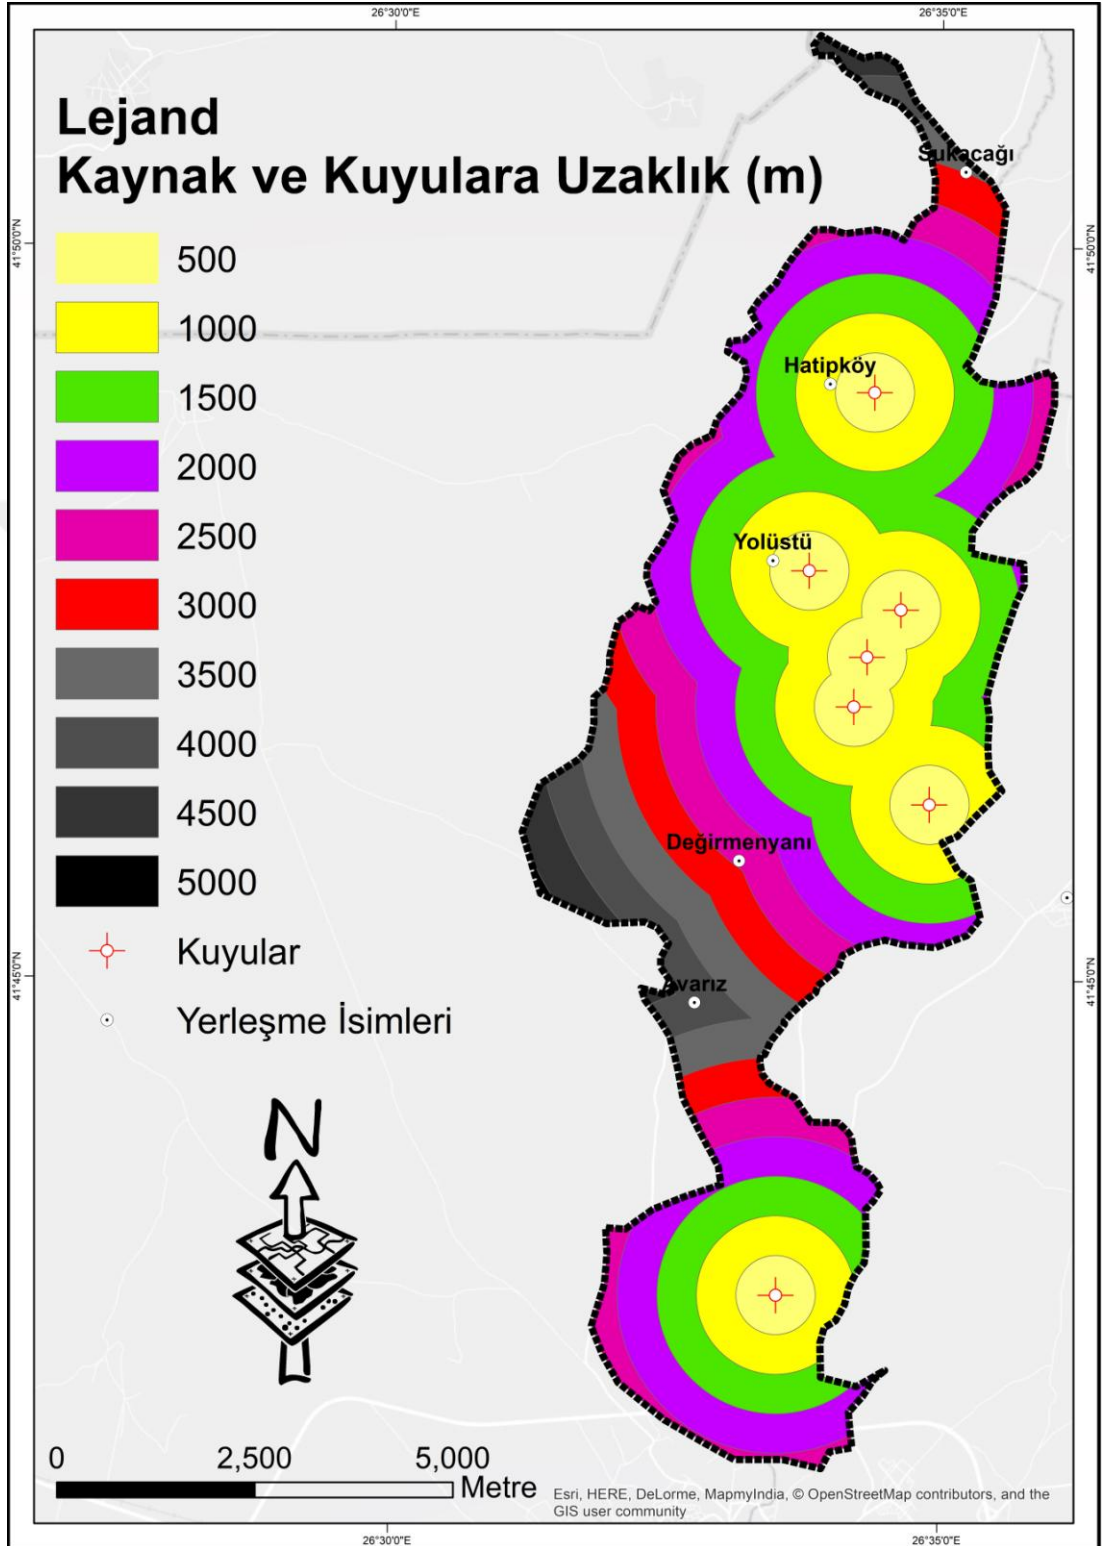 26°30'0"E
26°35'0"E
Lejand
Kaynak ve Kuyulara Uzaklık (m)
500
1000
1500
2000
2500
3000
3500
4000
4500
5000
Kuyular
Yerleşme İsimleri
41°50'0"N
41°50'0"N
Sukacağı
Hatipköy
Yolüstü
Değirmenyanı
Avarız
41°45'0"N
41°45'0"N
N
0 2,500 5,000
Metre
Esri, HERE, DeLorme, MapmyIndia, © OpenStreetMap contributors, and the
GIS user community
26°30'0"E
26°35'0"E